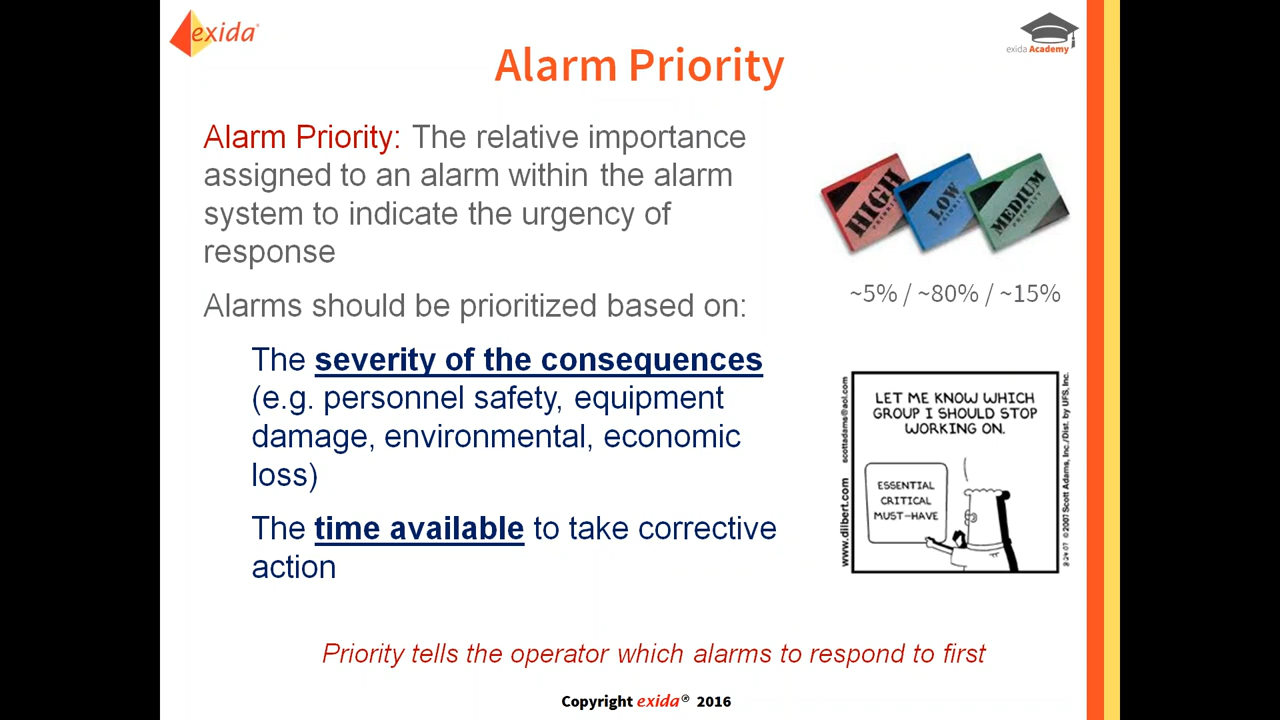 exida
exida Academy
Alarm Priority
Alarm Priority: The relative importance
assigned to an alarm within the alarm
system to indicate the urgency of
response
Alarms should be prioritized based on:
The severity of the consequences
(e.g. personnel safety, equipment
damage, environmental, economic
loss)
The time available to take corrective
action
HIGH
PRIORITY
LOW
PRIORITY
MEDIUM
PRIORITY
~5% / ~80% / ~15%
LET ME KNOW WHICH
GROUP I SHOULD STOP
WORKING ON.
ESSENTIAL
CRITICAL
MUST-HAVE
scottadams@aol.com
www.dilbert.com
©2007 Scott Adams, Inc./Dist. by UFS, Inc.
Priority tells the operator which alarms to respond to first
Copyright exida® 2016